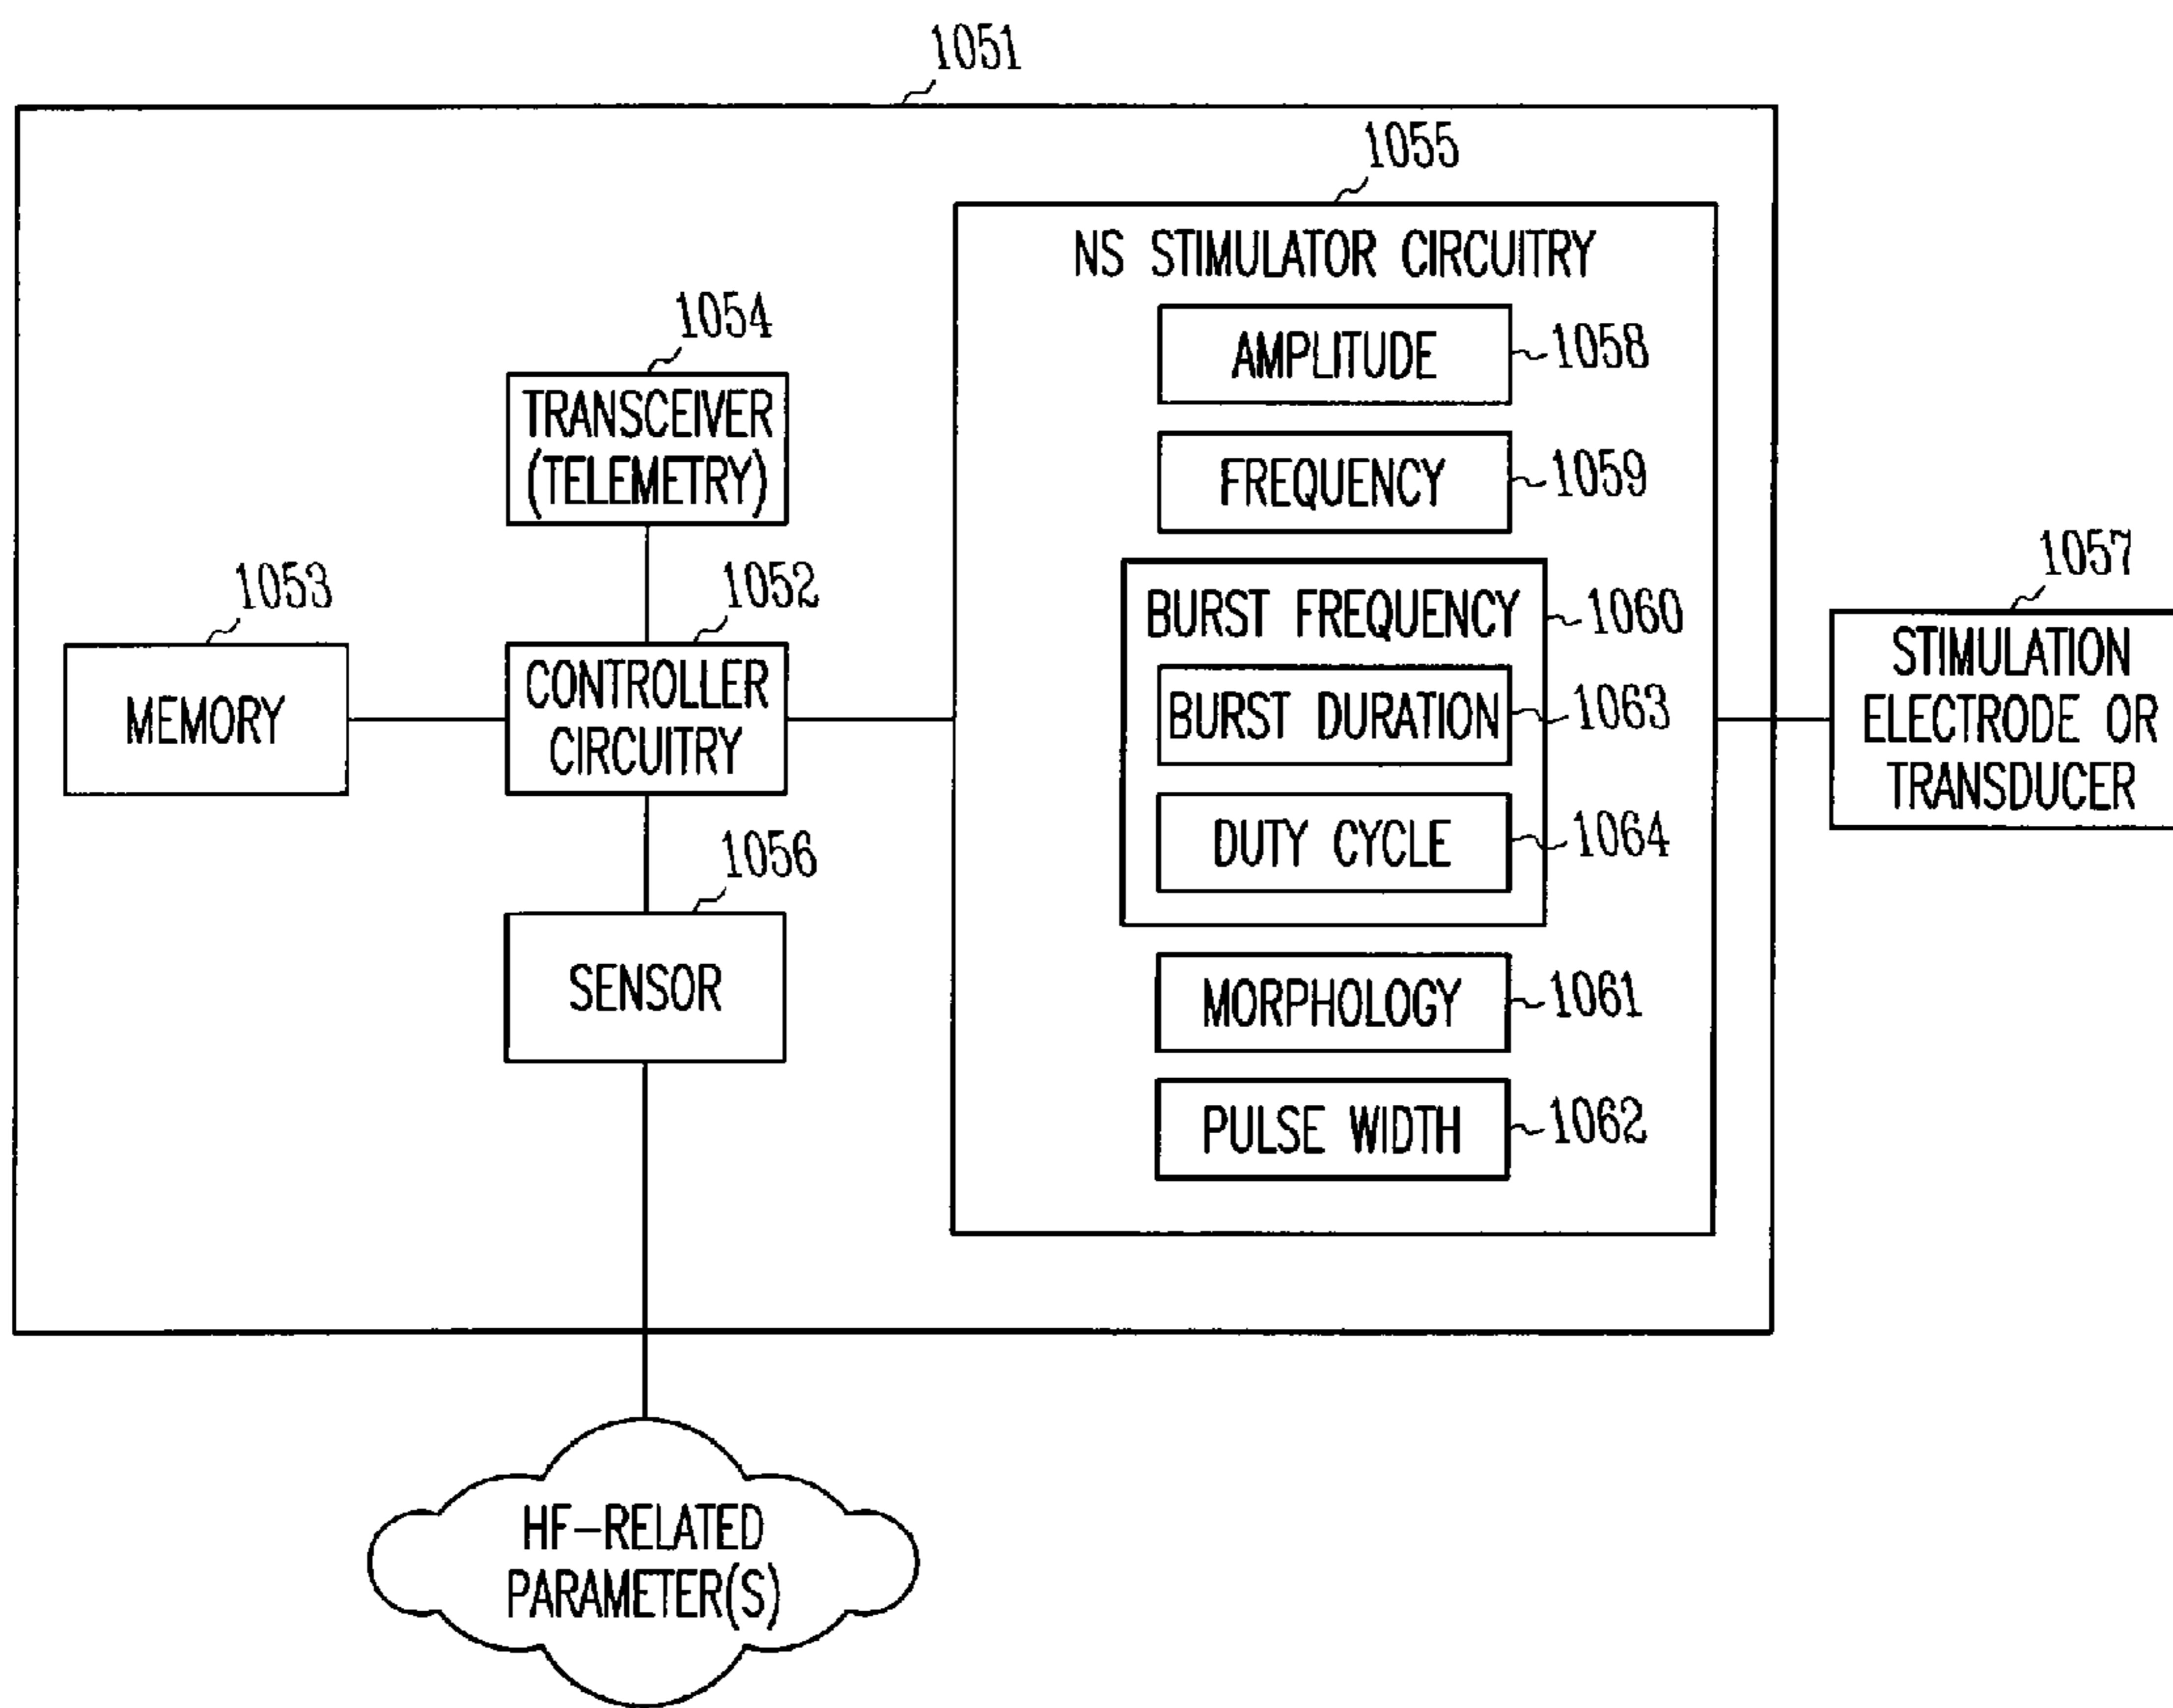 1051
1055
NS STIMULATOR CIRCUITRY
AMPLITUDE
1058
FREQUENCY
1059
BURST FREQUENCY
1060
BURST DURATION
1063
DUTY CYCLE
1064
MORPHOLOGY
1061
PULSE WIDTH
1062
1054
TRANSCEIVER
(TELEMETRY)
1053
MEMORY
1052
CONTROLLER
CIRCUITRY
1056
SENSOR
1057
STIMULATION
ELECTRODE OR
TRANSDUCER
HF-RELATED
PARAMETER(S)